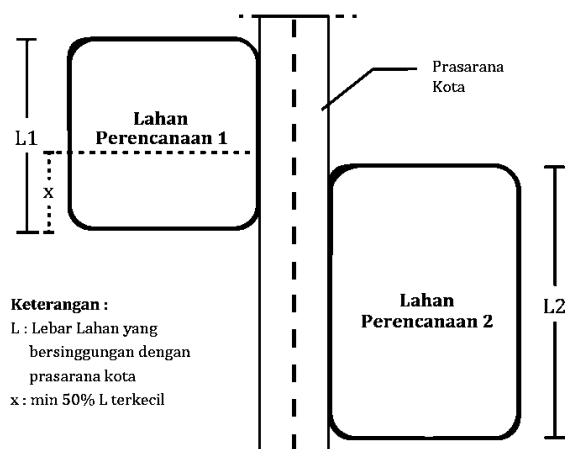 Prasarana
Kota
Lahan
Perencanaan 1
L1
x
Lahan
Perencanaan 2
L2
Keterangan :
L : Lebar Lahan yang
bersinggungan dengan
prasarana kota
x : min 50% L terkecil